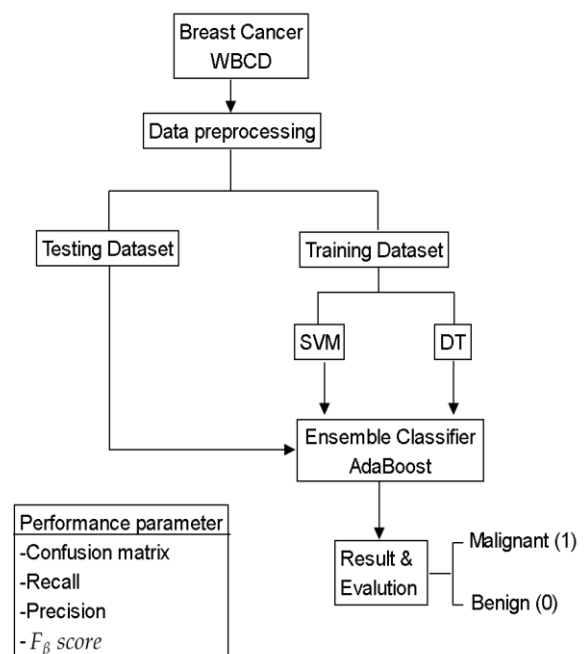 Breast Cancer
WBCD
Data preprocessing
Testing Dataset
Training Dataset
SVM
DT
Ensemble Classifier
AdaBoost
Performance parameter
-Confusion matrix
-Recall
-Precision
- Fᵦ score
Result &
Evalution
Malignant (1)
Benign (0)